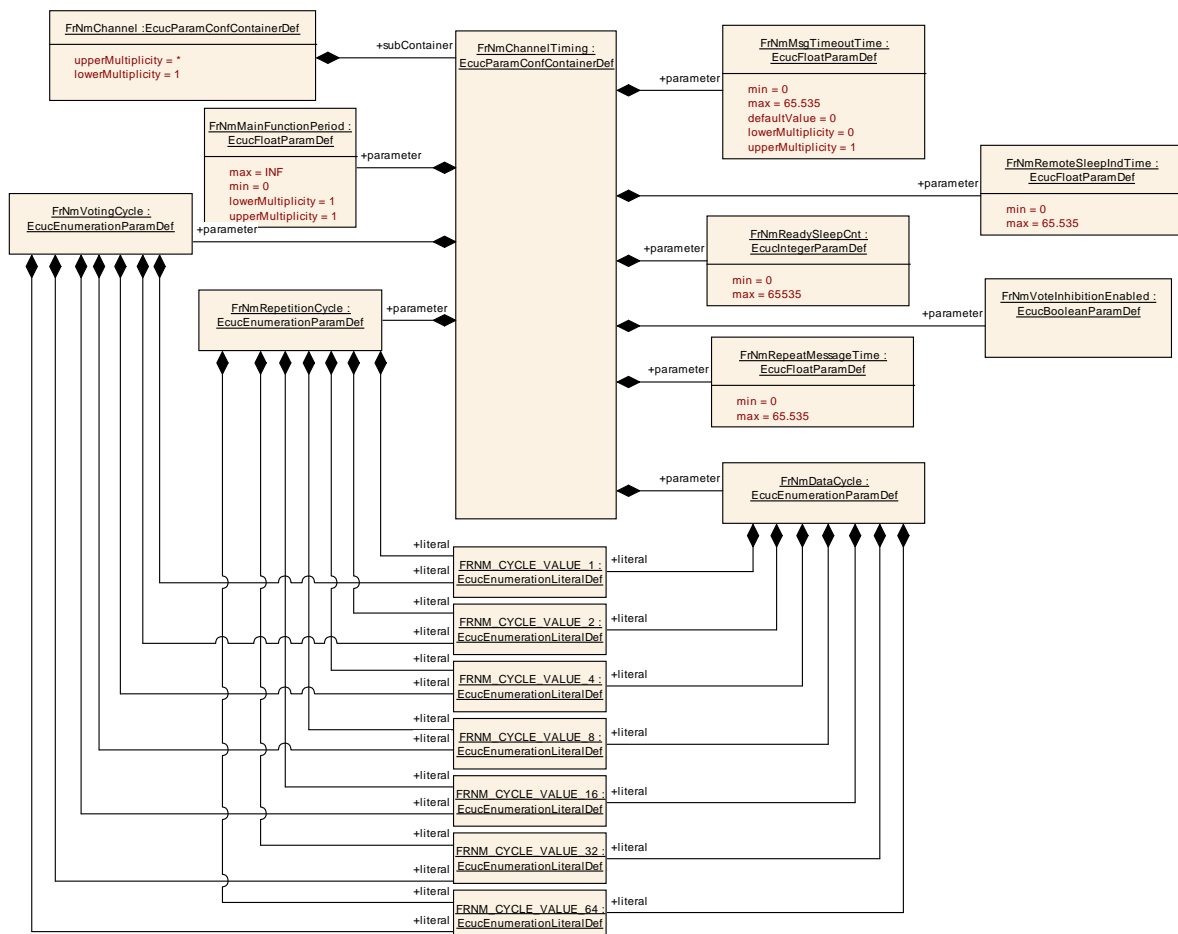 FrNmChannel :EcucParamConfContainerDef
upperMultiplicity = *
lowerMultiplicity = 1
+subContainer
FrNmChannelTiming :
EcucParamConfContainerDef
FrNmMsgTimeoutTime :
EcucFloatParamDef
min = 0
max = 65.535
defaultValue = 0
lowerMultiplicity = 0
upperMultiplicity = 1
+parameter
FrNmMainFunctionPeriod :
EcucFloatParamDef
max = INF
min = 0
lowerMultiplicity = 1
upperMultiplicity = 1
+parameter
FrNmRemoteSleepIndTime :
EcucFloatParamDef
min = 0
max = 65.535
+parameter
FrNmVotingCycle :
EcucEnumerationParamDef
+parameter
FrNmReadySleepCnt :
EcucIntegerParamDef
min = 0
max = 65535
+parameter
FrNmVoteInhibitionEnabled :
EcucBooleanParamDef
+parameter
FrNmRepetitionCycle :
EcucEnumerationParamDef
+parameter
FrNmRepeatMessageTime :
EcucFloatParamDef
min = 0
max = 65.535
+parameter
FrNmDataCycle :
EcucEnumerationParamDef
+parameter
+literal
+literal
FRNM_CYCLE_VALUE_1 :
EcucEnumerationLiteralDef
+literal
+literal
+literal
FRNM_CYCLE_VALUE_2 :
EcucEnumerationLiteralDef
+literal
+literal
+literal
FRNM_CYCLE_VALUE_4 :
EcucEnumerationLiteralDef
+literal
+literal
+literal
FRNM_CYCLE_VALUE_8 :
EcucEnumerationLiteralDef
+literal
+literal
+literal
FRNM_CYCLE_VALUE_16 :
EcucEnumerationLiteralDef
+literal
+literal
+literal
FRNM_CYCLE_VALUE_32 :
EcucEnumerationLiteralDef
+literal
+literal
+literal
FRNM_CYCLE_VALUE_64 :
EcucEnumerationLiteralDef
+literal